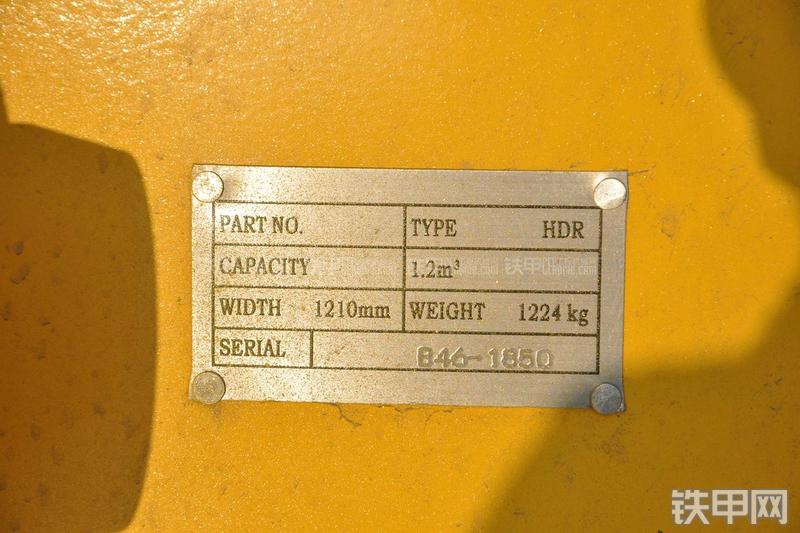 PART NO. TYPE HDR
CAPACITY 1.2m³
WIDTH 1210mm WEIGHT 1224 kg
SERIAL B46-1850
铁甲网